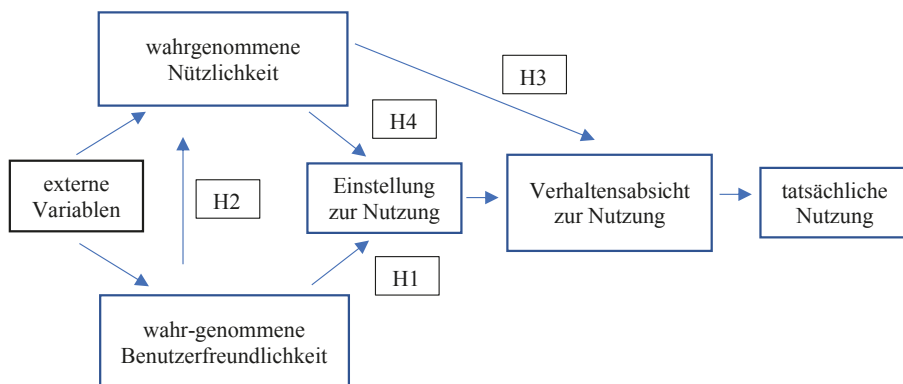 wahrgenommene
Nützlichkeit
H3
H4
externe
Variablen
H2
Einstellung
zur Nutzung
Verhaltensabsicht
zur Nutzung
tatsächliche
Nutzung
H1
wahr-genommene
Benutzerfreundlichkeit